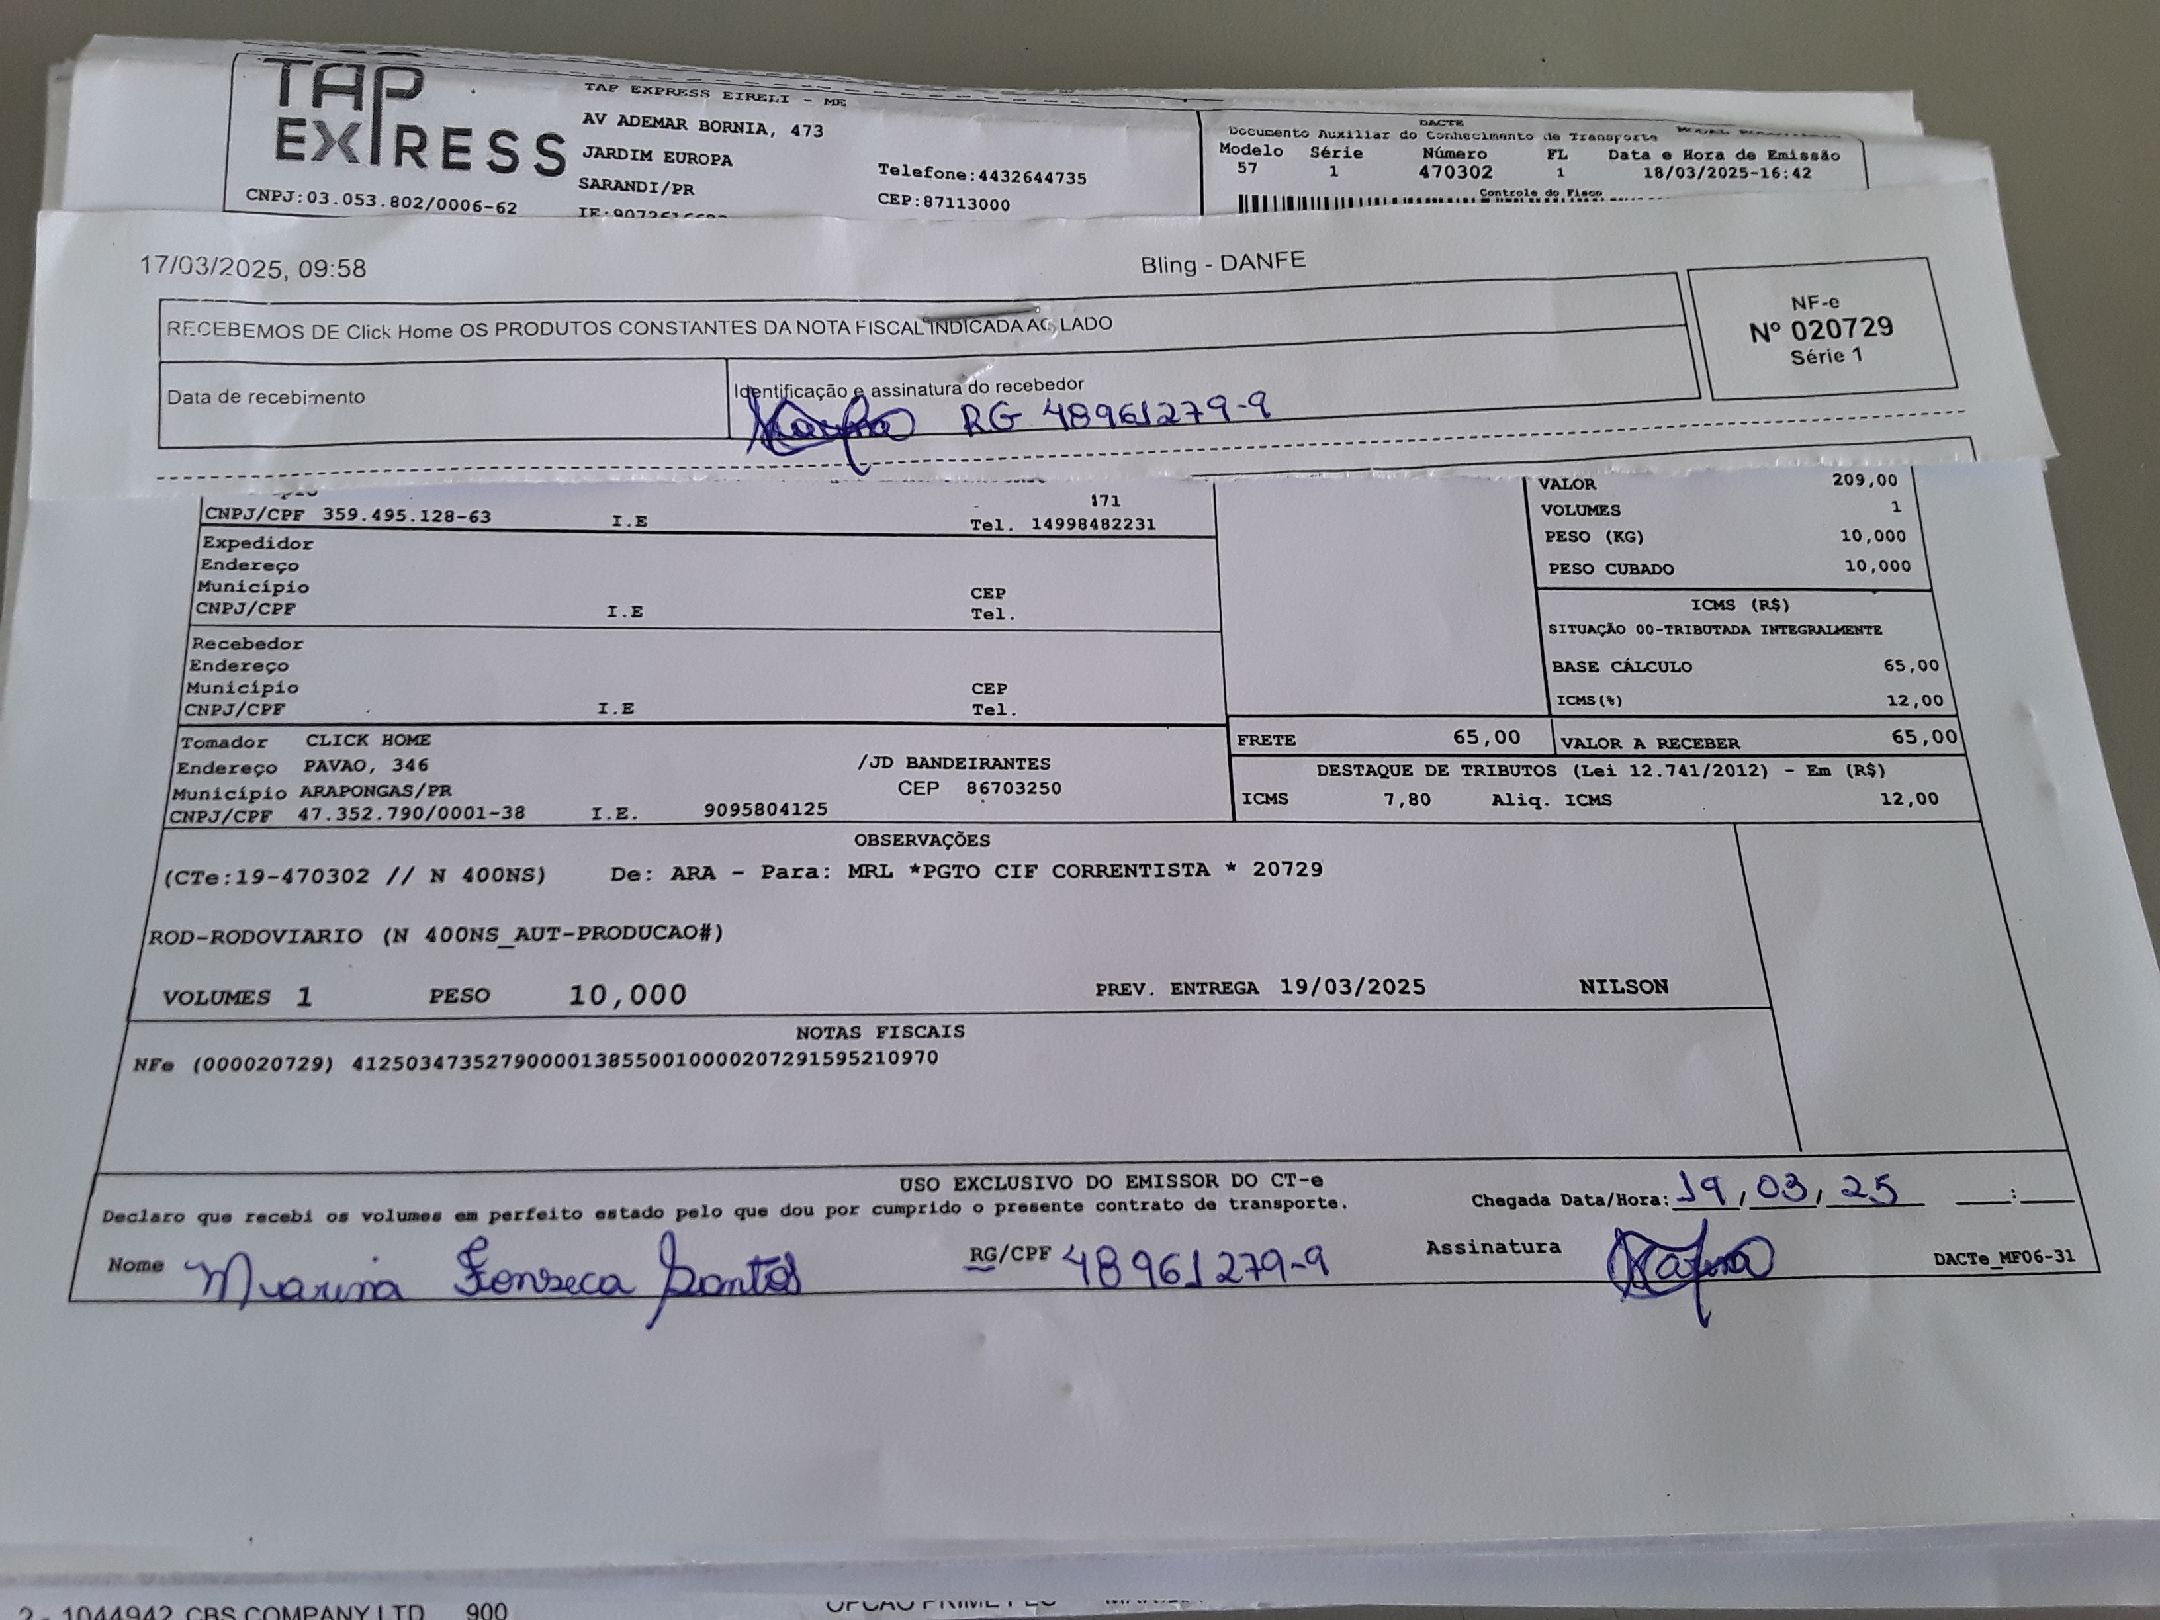 TAP EXPRESS
TAP EXPRESS EIRELI - ME
AV ADEMAR BORNIA, 473
JARDIM EUROPA
SARANDI/PR
Telefone:4432644735
CEP:87113000
CNPJ:03.053.802/0006-62
DACTE
Documento Auxiliar do Conhecimento de Transporte
Modelo Série Número FL Data e Hora de Emissão
57 1 470302 1 18/03/2025-16:42
Controle do Fisco
17/03/2025, 09:58
Bling - DANFE
RECEBEMOS DE Click Home OS PRODUTOS CONSTANTES DA NOTA FISCAL INDICADA AO LADO
NF-e
Nº 020729
Série 1
Data de recebimento
Identificação e assinatura do recebedor
RG 48961279-9
171
CNPJ/CPF 359.495.128-63 I.E Tel. 14998482231
Expedidor
Endereço
Município CEP
CNPJ/CPF I.E Tel.
Recebedor
Endereço
Município CEP
CNPJ/CPF I.E Tel.
VALOR 209,00
VOLUMES 1
PESO (KG) 10,000
PESO CUBADO 10,000
ICMS (R$)
SITUAÇÃO 00-TRIBUTADA INTEGRALMENTE
BASE CÁLCULO 65,00
ICMS(%) 12,00
Tomador CLICK HOME
Endereço PAVAO, 346 /JD BANDEIRANTES
Município ARAPONGAS/PR CEP 86703250
CNPJ/CPF 47.352.790/0001-38 I.E. 9095804125
FRETE 65,00 VALOR A RECEBER 65,00
DESTAQUE DE TRIBUTOS (Lei 12.741/2012) - Em (R$)
ICMS 7,80 Aliq. ICMS 12,00
OBSERVAÇÕES
(CTe:19-470302 // N 400NS) De: ARA - Para: MRL *PGTO CIF CORRENTISTA * 20729
ROD-RODOVIARIO (N 400NS_AUT-PRODUCAO#)
VOLUMES 1 PESO 10,000 PREV. ENTREGA 19/03/2025 NILSON
NOTAS FISCAIS
NFe (000020729) 41250347352790000138550010000207291595210970
USO EXCLUSIVO DO EMISSOR DO CT-e
Declaro que recebi os volumes em perfeito estado pelo que dou por cumprido o presente contrato de transporte.
Chegada Data/Hora: 19/03/25 __:__
Nome Marina Fonseca Santos RG/CPF 48961279-9 Assinatura
DACTe_MF06-31
2 - 1044942 CBS COMPANY LTD 900